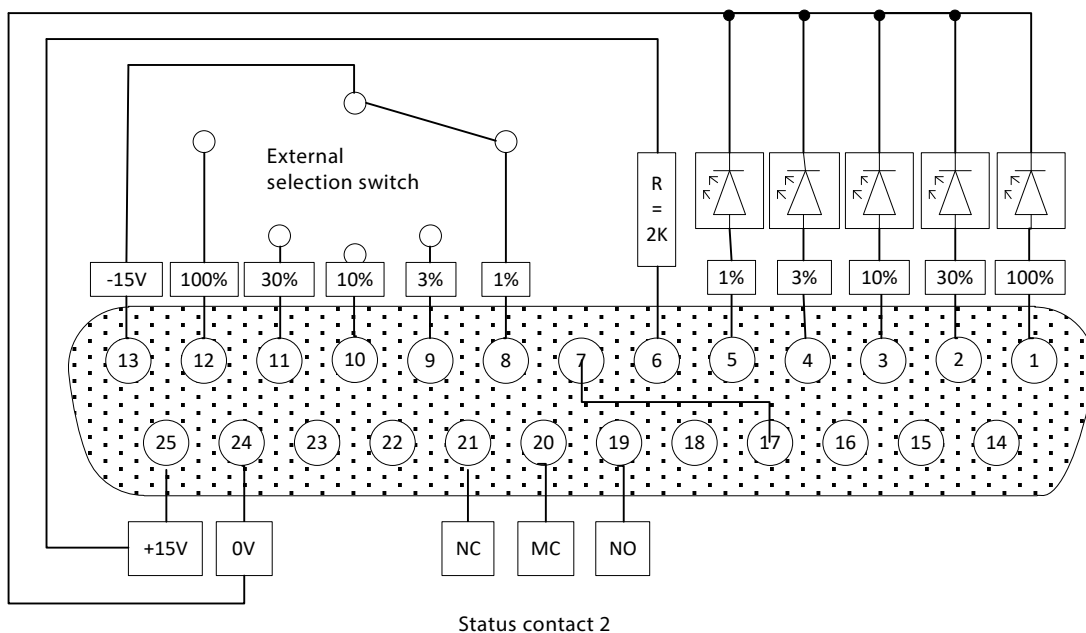 External
selection switch
R
=
2K
-15V 100% 30% 10% 3% 1% 1% 3% 10% 30% 100%
13 12 11 10 9 8 7 6 5 4 3 2 1
25 24 23 22 21 20 19 18 17 16 15 14
+15V 0V NC MC NO
Status contact 2